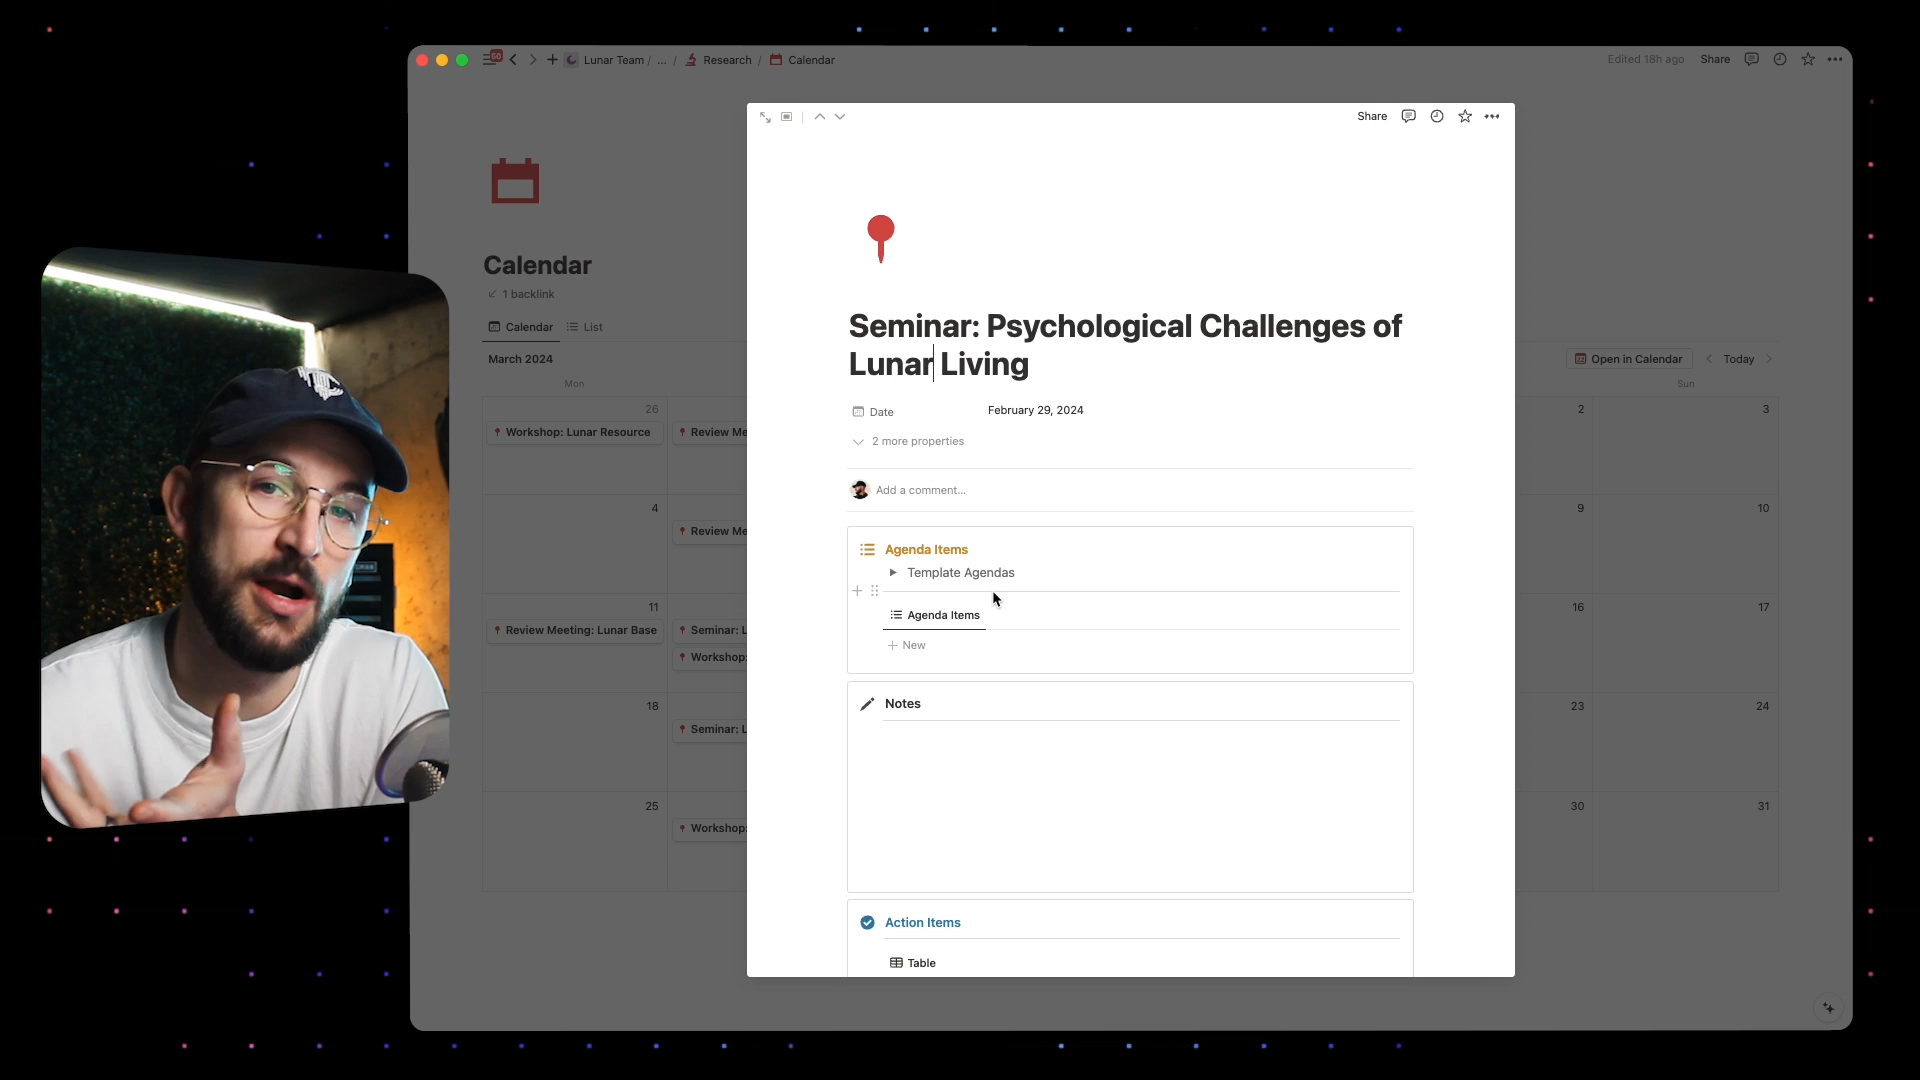 50
Lunar Team / ... / Research / Calendar
Edited 18h ago Share
Share
Calendar
1 backlink
Calendar List
March 2024
Open in Calendar Today
Mon Sun
Seminar: Psychological Challenges of
Lunar Living
Date February 29, 2024
2 more properties
Add a comment...
Agenda Items
Template Agendas
Agenda Items
New
Notes
Action Items
Table
26 2 3
Workshop: Lunar Resource Review Me
4 9 10
Review Me
11 16 17
Review Meeting: Lunar Base Seminar: L
Workshop:
18 23 24
Seminar: L
25 30 31
Workshop: